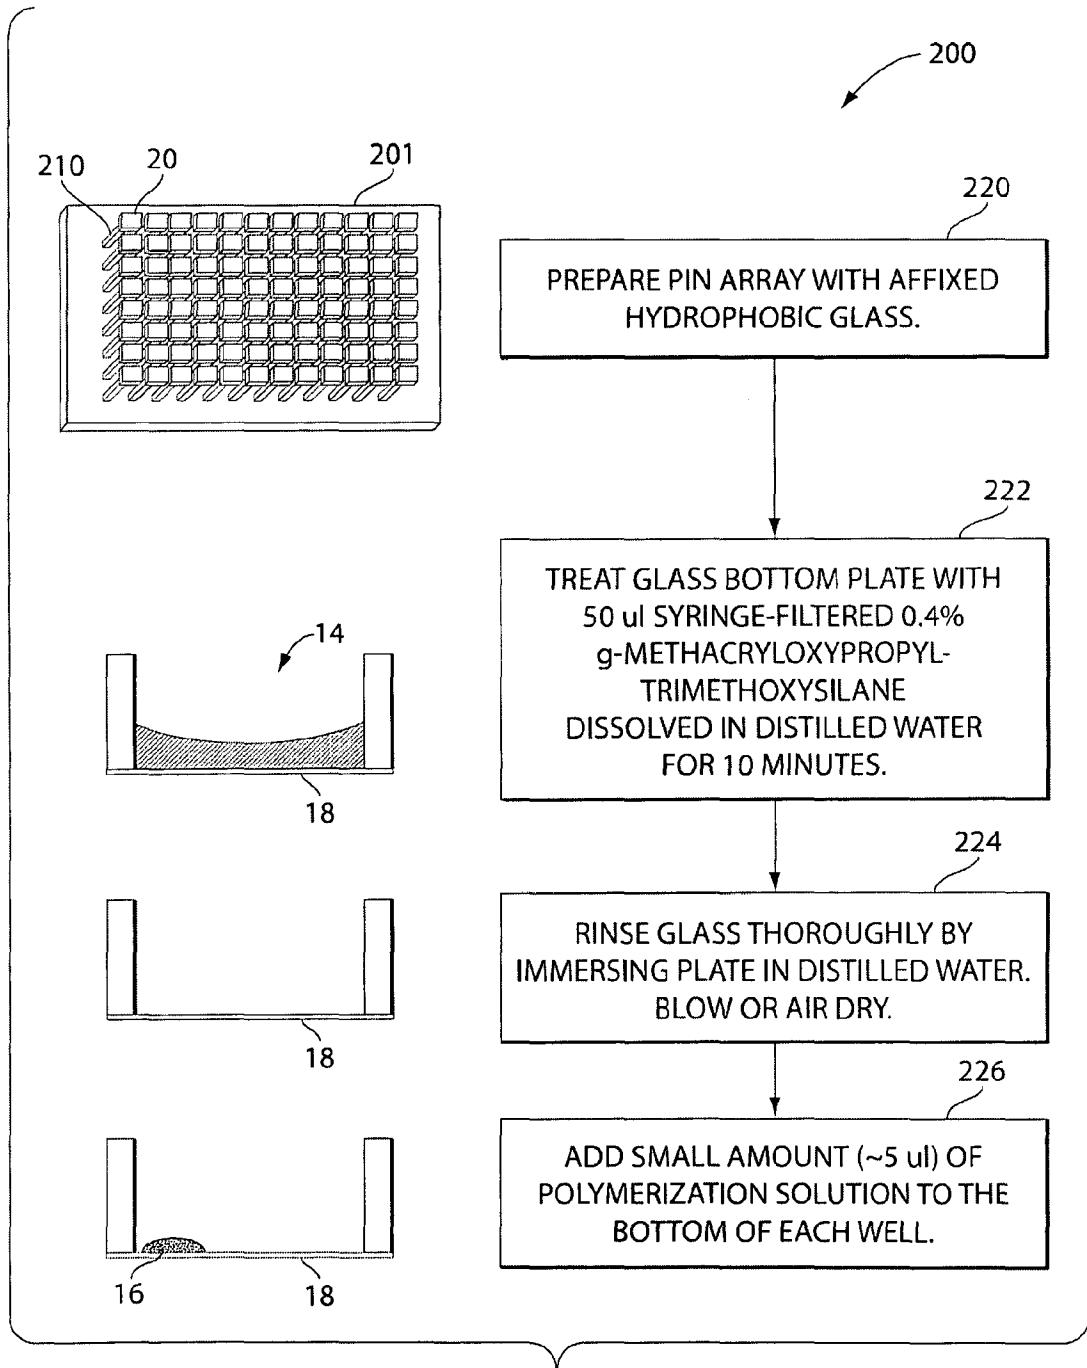 200
210
20
201
220
PREPARE PIN ARRAY WITH AFFIXED
HYDROPHOBIC GLASS.
222
TREAT GLASS BOTTOM PLATE WITH
50 ul SYRINGE-FILTERED 0.4%
g-METHACRYLOXYPROPYL-
TRIMETHOXYSILANE
DISSOLVED IN DISTILLED WATER
FOR 10 MINUTES.
14
18
224
RINSE GLASS THOROUGHLY BY
IMMERSING PLATE IN DISTILLED WATER.
BLOW OR AIR DRY.
18
226
ADD SMALL AMOUNT (~5 ul) OF
POLYMERIZATION SOLUTION TO THE
BOTTOM OF EACH WELL.
16
18